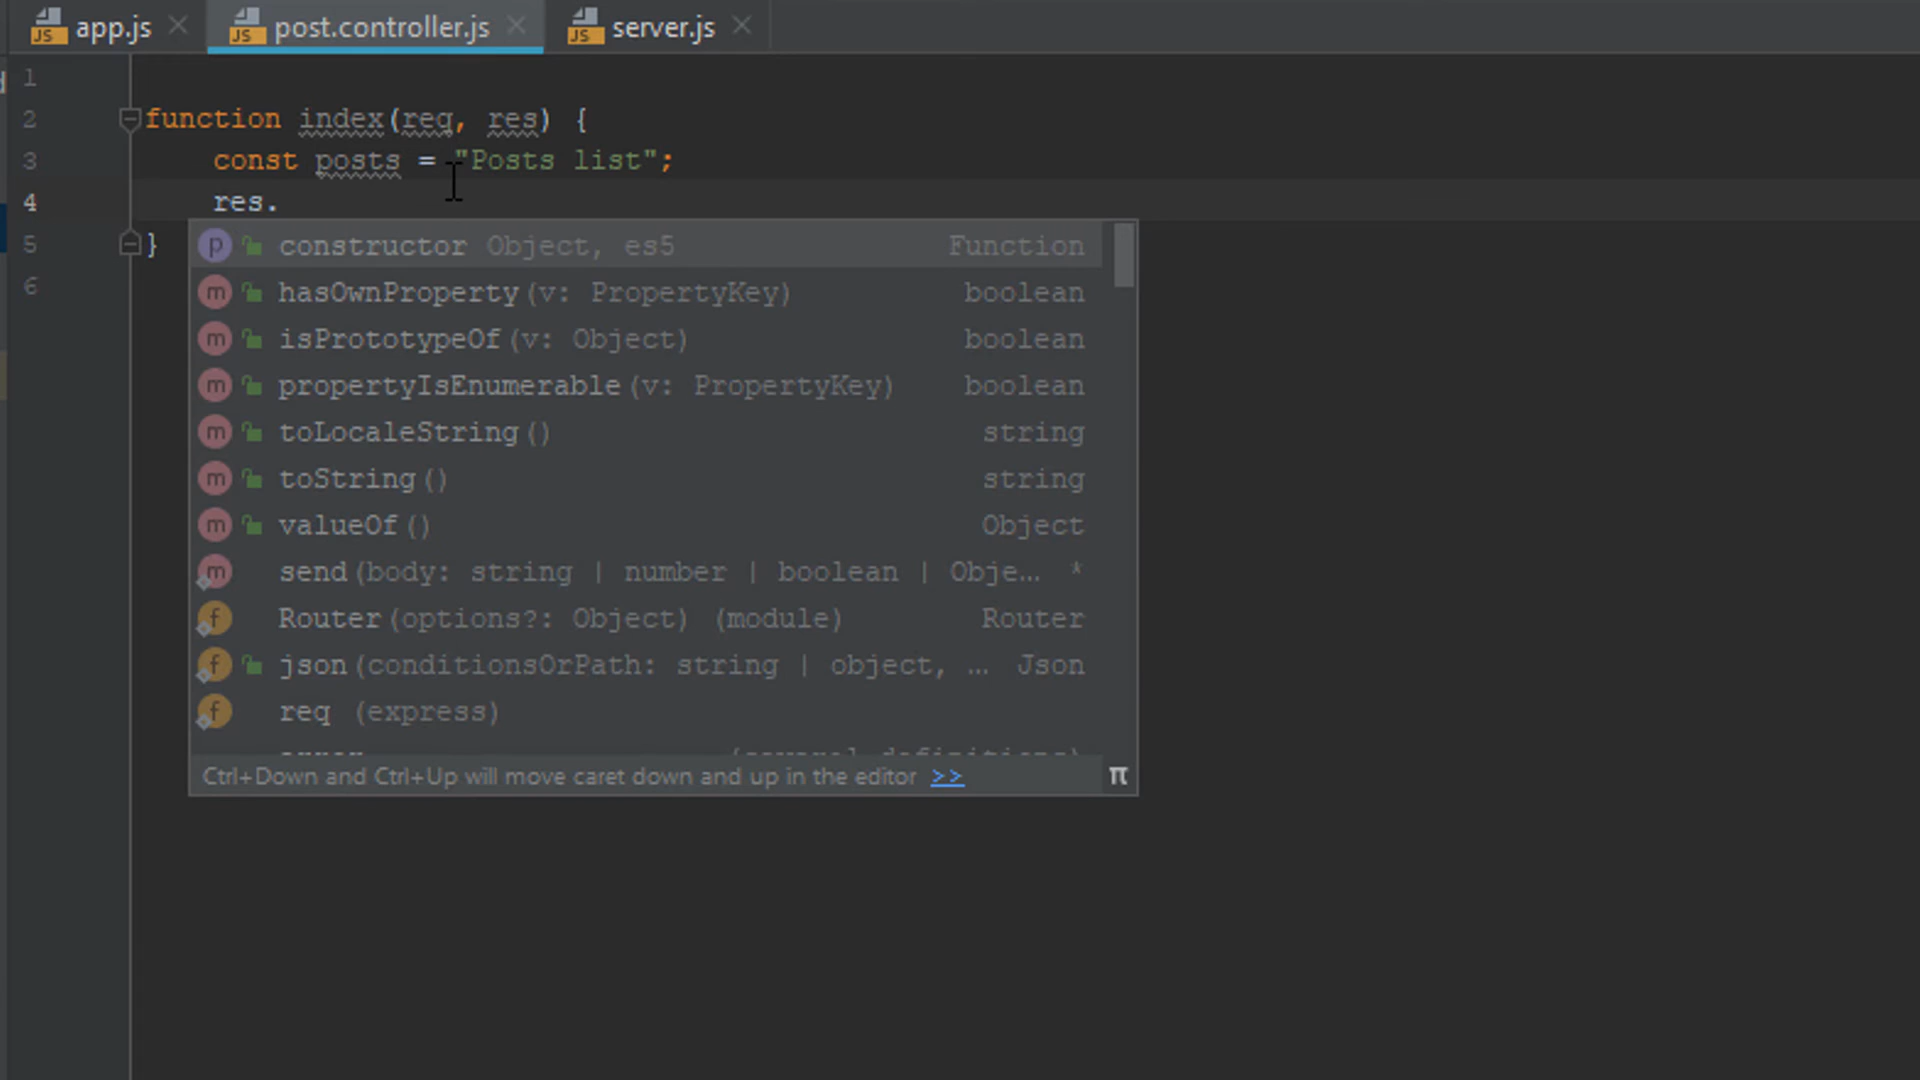 app.js post.controller.js server.js
1
2 function index(req, res) {
3 const posts = "Posts list";
4 res.
5 }
6
p constructor Object, es5 Function
m hasOwnProperty(v: PropertyKey) boolean
m isPrototypeOf(v: Object) boolean
m propertyIsEnumerable(v: PropertyKey) boolean
m toLocaleString() string
m toString() string
m valueOf() Object
m send(body: string | number | boolean | Obje… *
f Router(options?: Object) (module) Router
f json(conditionsOrPath: string | object, … Json
f req (express)
Ctrl+Down and Ctrl+Up will move caret down and up in the editor >> π